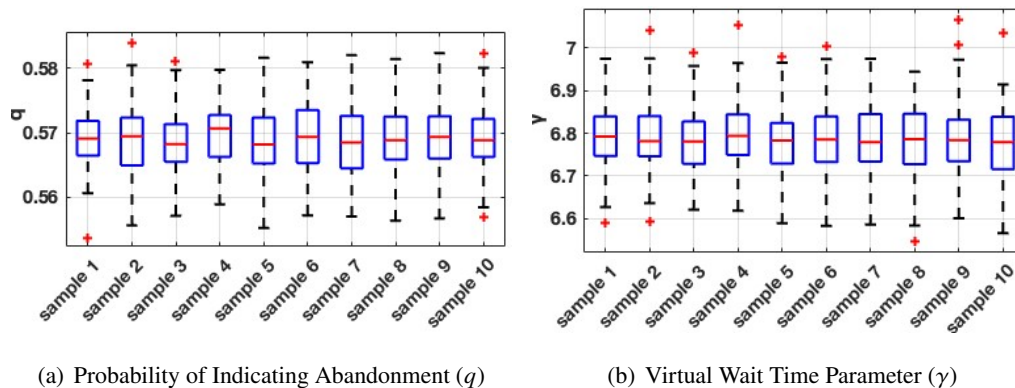 0.58
0.57
0.56
q
sample 1
sample 2
sample 3
sample 4
sample 5
sample 6
sample 7
sample 8
sample 9
sample 10
(a) Probability of Indicating Abandonment (q)
7
6.9
6.8
6.7
6.6
γ
sample 1
sample 2
sample 3
sample 4
sample 5
sample 6
sample 7
sample 8
sample 9
sample 10
(b) Virtual Wait Time Parameter (γ)